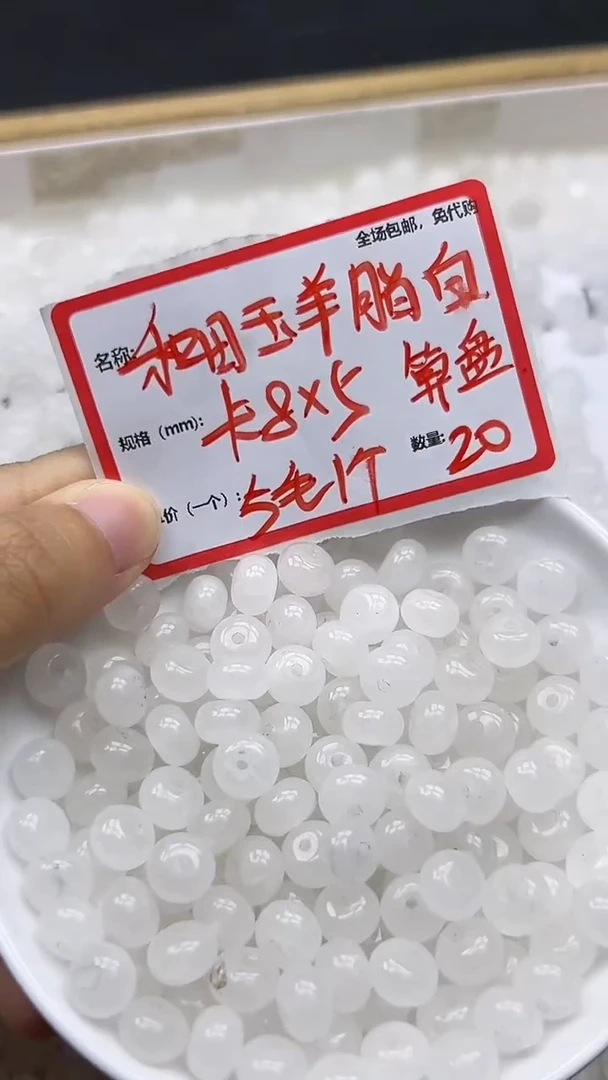 全场包邮，免代购
名称:和田玉羊脂白
算盘
规格（mm）:卡8×5
数量:20
价（一个）:5毛1个